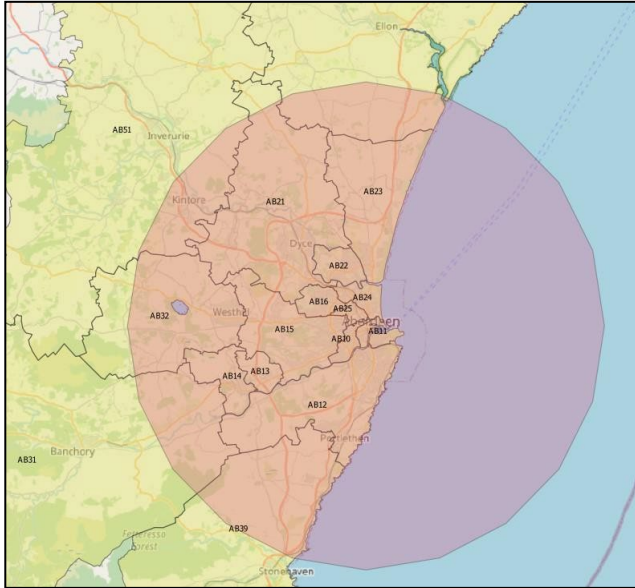 Ellon
AB51
Inverurie
AB23
Kintore
AB21
Dyce
AB22
AB16
AB24
AB25
AB32
Westhill
AB15
Aberdeen
AB11
AB10
AB14
AB13
AB12
Portlethen
Banchory
AB31
Fetteresso
Forest
AB39
Stonehaven